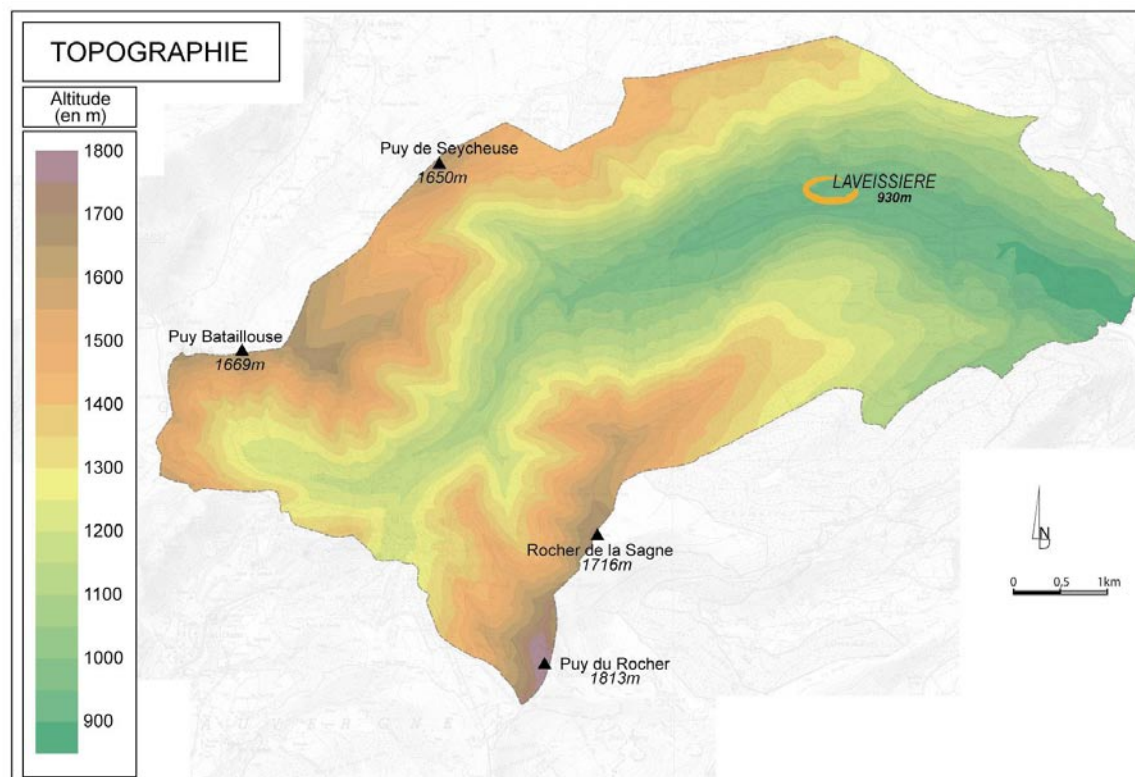 TOPOGRAPHIE
Altitude
(en m)
1800
1700
1600
1500
1400
1300
1200
1100
1000
900
Puy de Seycheuse
1650m
LAVEISSIERE
930m
Puy Bataillouse
1669m
Rocher de la Sagne
1716m
Puy du Rocher
1813m
N
0 0,5 1km
AUVERGNE